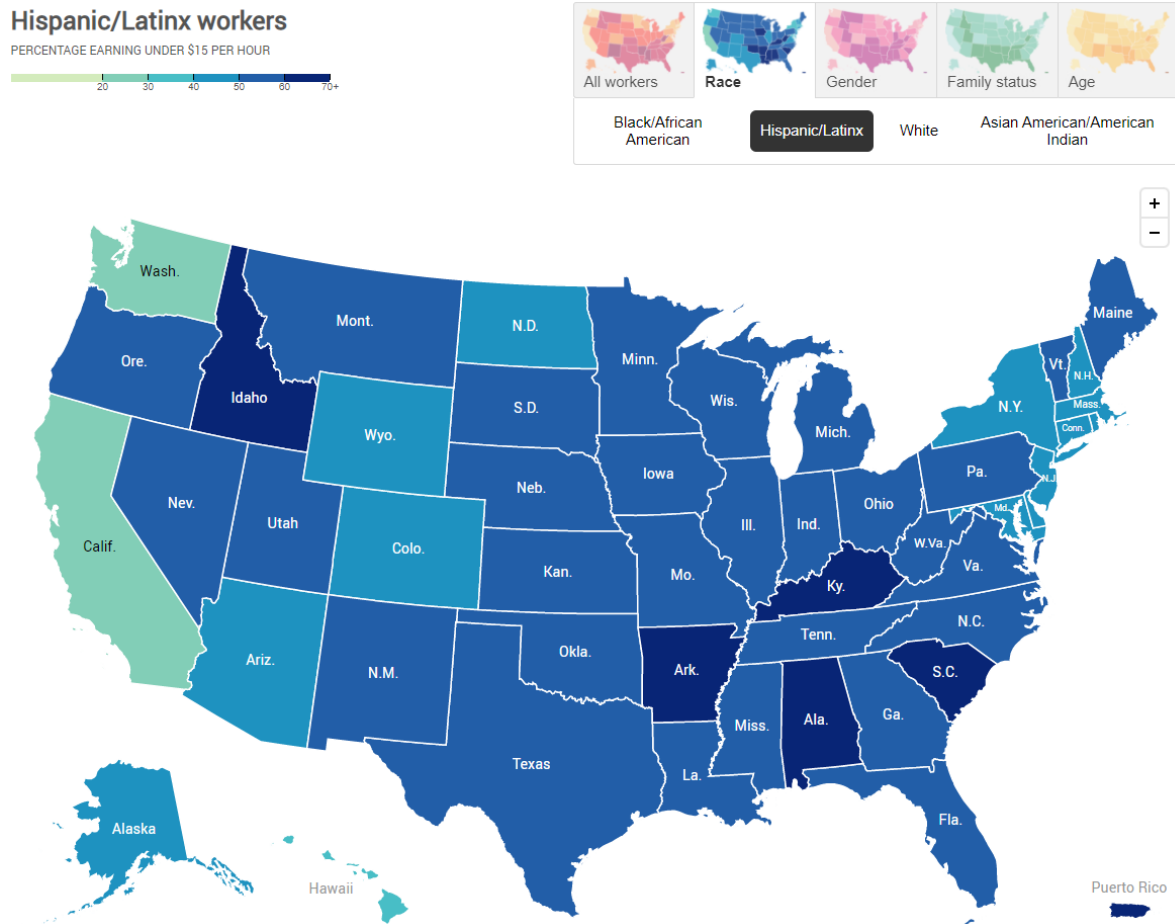 Hispanic/Latinx workers
PERCENTAGE EARNING UNDER $15 PER HOUR
20 30 40 50 60 70+
All workers
Race
Gender
Family status
Age
Black/African
American
Hispanic/Latinx
White
Asian American/American
Indian
+
−
Wash.
Mont.
N.D.
Minn.
Maine
Ore.
Idaho
S.D.
Wis.
Mich.
Vt.
N.H.
N.Y.
Mass.
Conn.
Wyo.
Neb.
Iowa
Pa.
N.J.
Nev.
Utah
Colo.
Ill.
Ind.
Ohio
Md.
Calif.
Kan.
Mo.
W.Va.
Va.
Ky.
Ariz.
N.M.
Okla.
Tenn.
N.C.
Ark.
S.C.
Texas
La.
Miss.
Ala.
Ga.
Fla.
Alaska
Hawaii
Puerto Rico